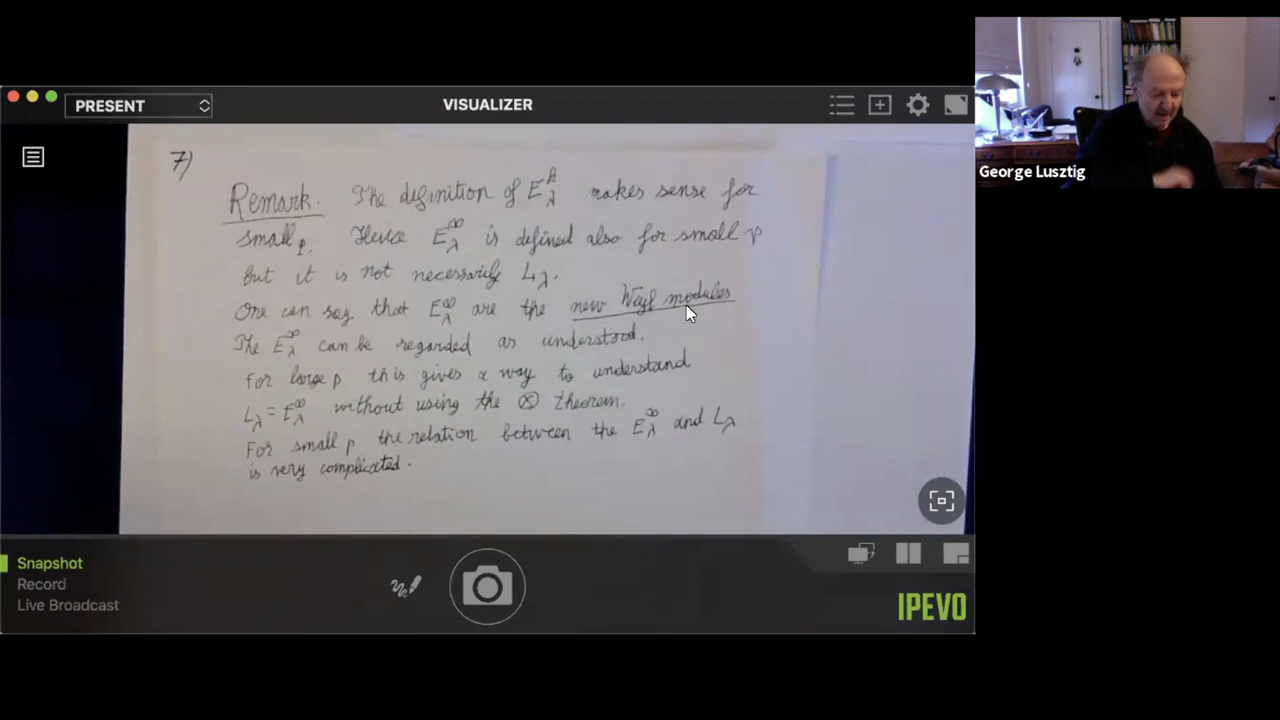 PRESENT
VISUALIZER
George Lusztig
7)
Remark. The definition of E_λ^k makes sense for
small p. Hence E_λ^∞ is defined also for small p
but it is not necessarily L_λ.
One can say that E_λ^∞ are the new Weyl modules
The E_λ^∞ can be regarded as understood.
For large p this gives a way to understand
L_λ = E_λ^∞ without using the ⊗ theorem.
For small p the relation between the E_λ^∞ and L_λ
is very complicated.
Snapshot
Record
Live Broadcast
IPEVO